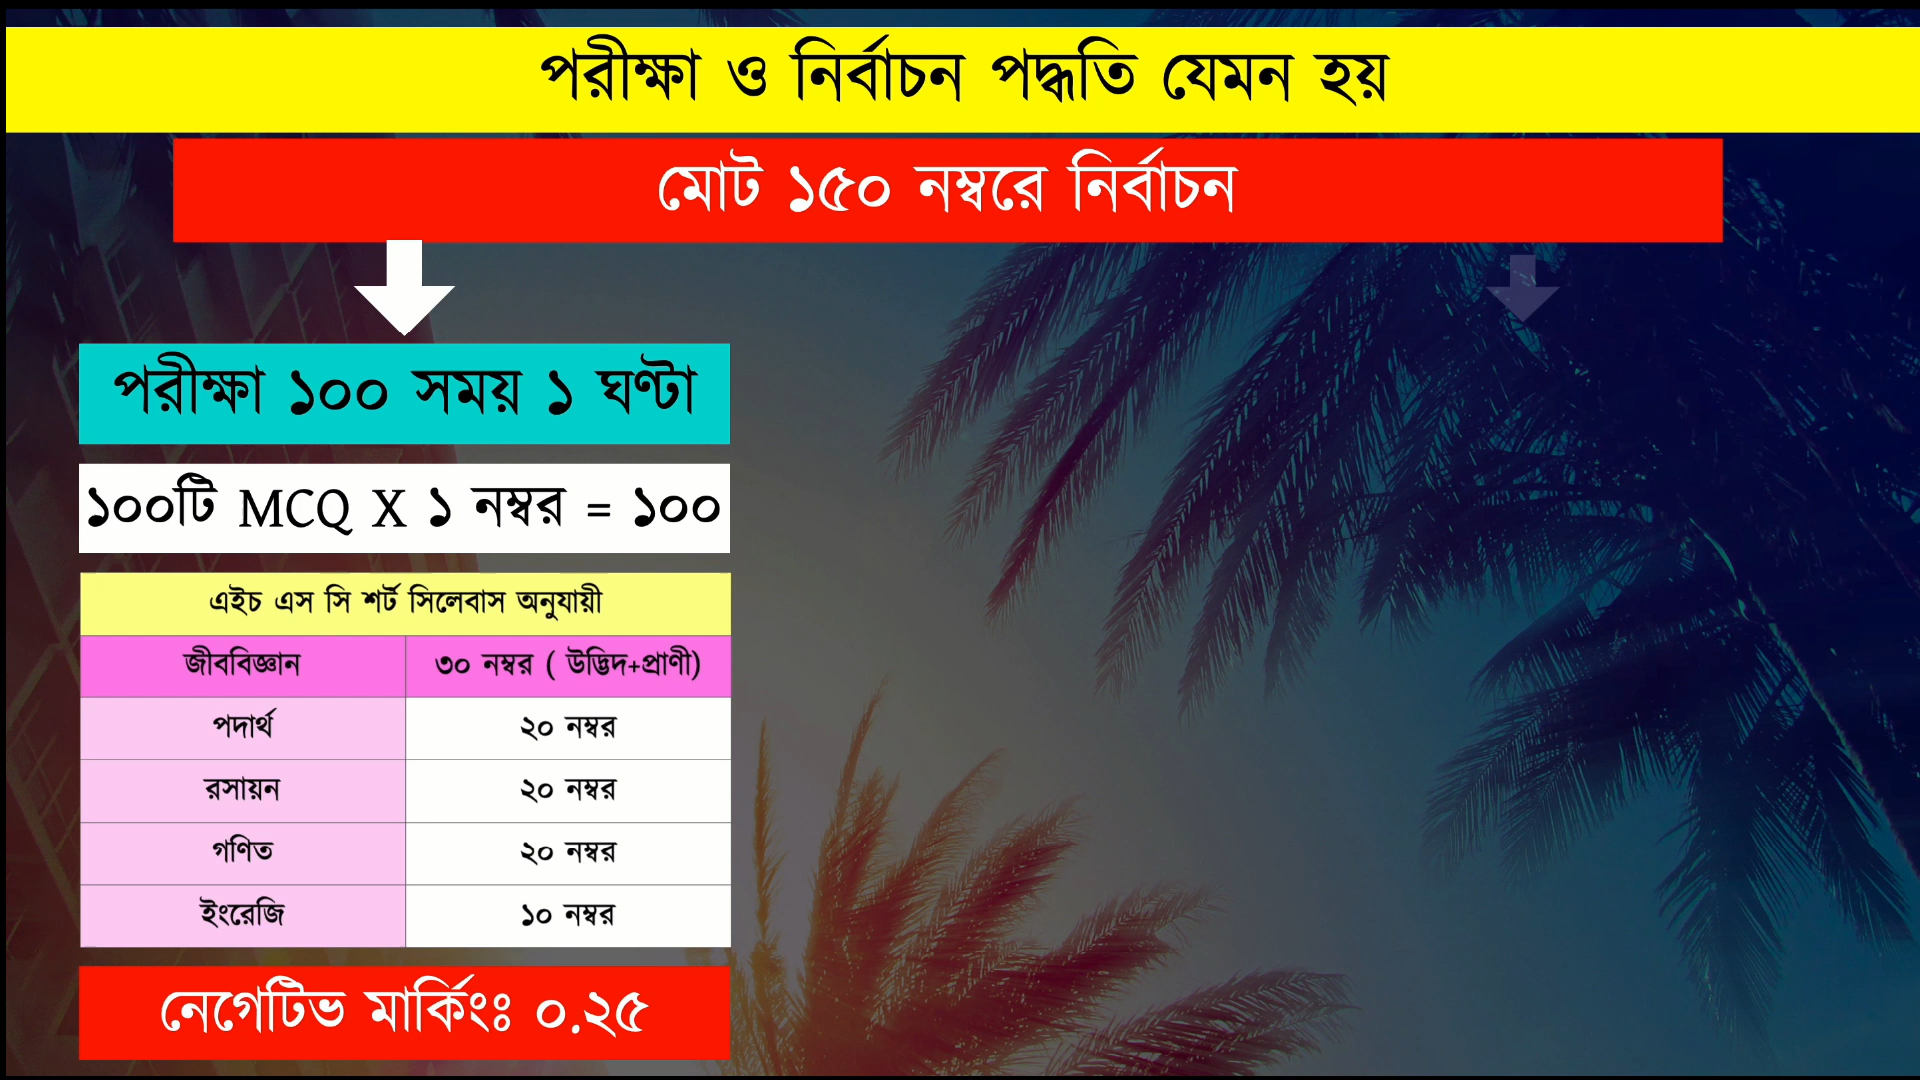 পরীক্ষা ও নির্বাচন পদ্ধতি যেমন হয়
মোট ১৫০ নম্বরে নির্বাচন
পরীক্ষা ১০০ সময় ১ ঘণ্টা
১০০টি MCQ X ১ নম্বর = ১০০
এইচ এস সি শর্ট সিলেবাস অনুযায়ী
জীববিজ্ঞান ৩০ নম্বর ( উদ্ভিদ+প্রাণী)
পদার্থ ২০ নম্বর
রসায়ন ২০ নম্বর
গণিত ২০ নম্বর
ইংরেজি ১০ নম্বর
নেগেটিভ মার্কিংঃ ০.২৫